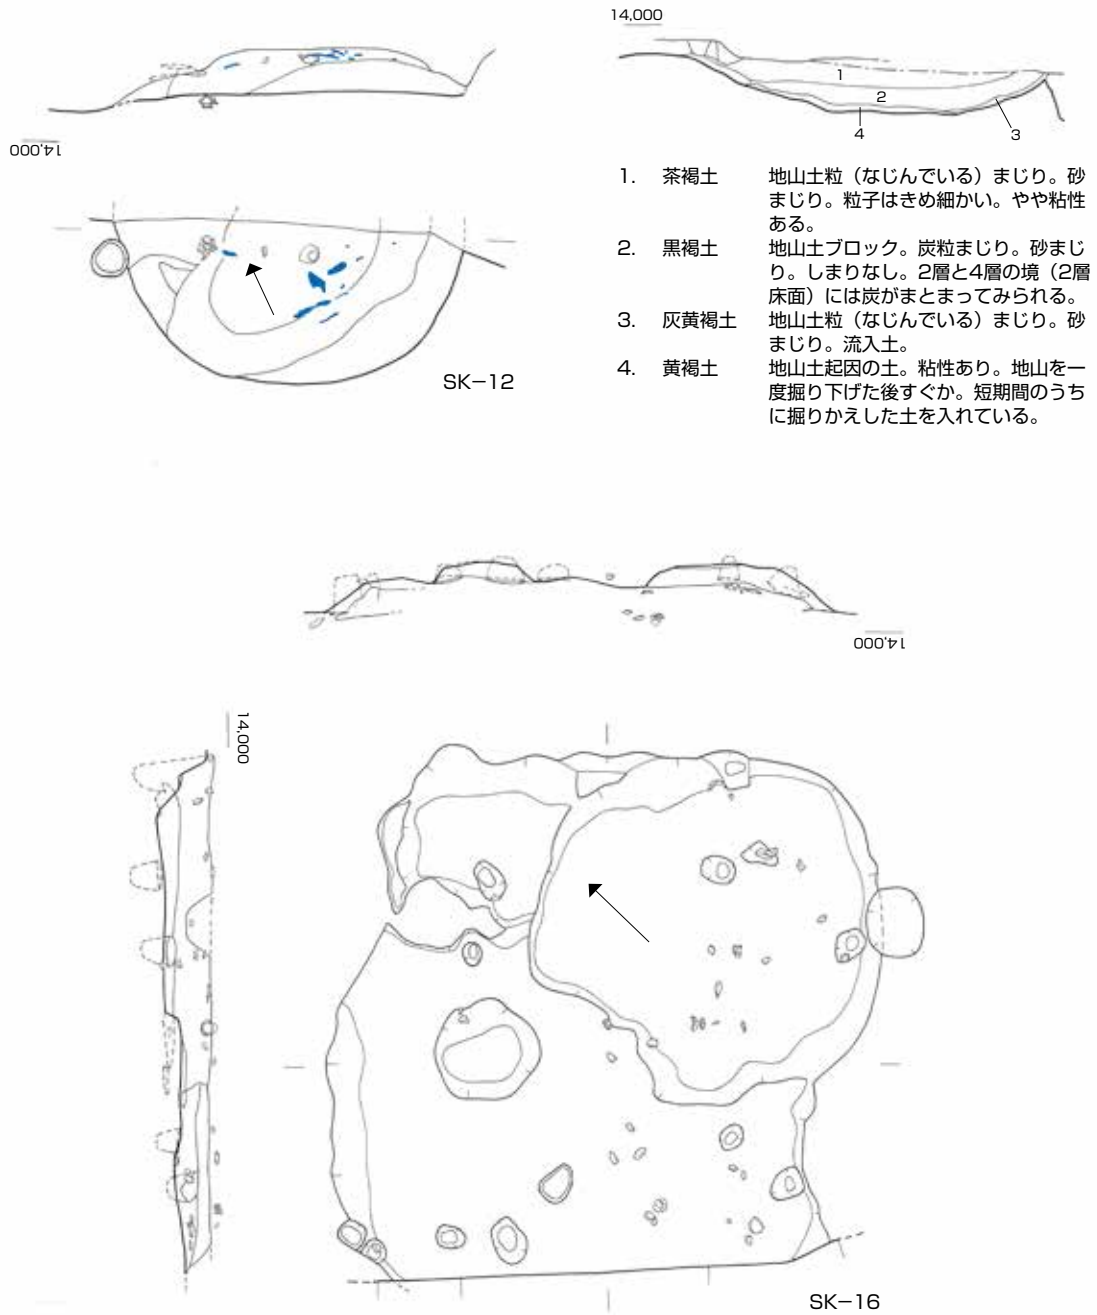 14,000
14,000
1
2
4
3
1. 茶褐土 地山土粒（なじんでいる）まじり。砂
まじり。粒子はきめ細かい。やや粘性
ある。
2. 黒褐土 地山土ブロック。炭粒まじり。砂まじ
り。しまりなし。2層と4層の境（2層
床面）には炭がまとまってみられる。
3. 灰黄褐土 地山土粒（なじんでいる）まじり。砂
まじり。流入土。
4. 黄褐土 地山土起因の土。粘性あり。地山を一
度掘り下げた後すぐか。短期間のうち
に掘りかえした土を入れている。
SK−12
14,000
14,000
SK−16